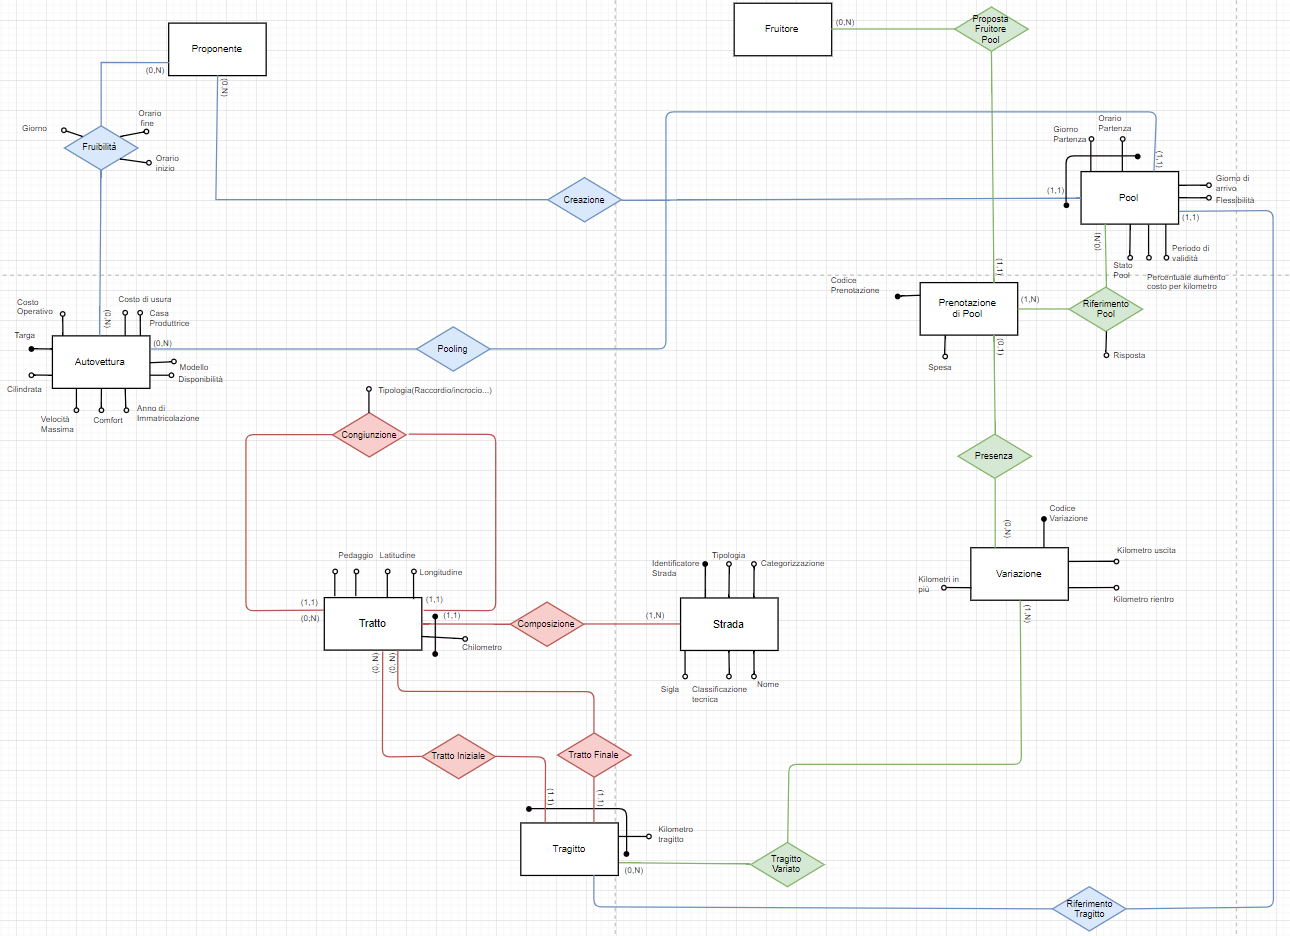 Proponente
(0,N)
(0,N)
Fruitore
(0,N)
Proposta
Fruitore
Pool
Giorno
Orario
fine
Orario
inizio
Fruibilità
Creazione
Giorno
Partenza
Orario
Partenza
(1,1)
(1,1)
Pool
Giorno di
arrivo
Flessibilità
(1,1)
(0,N)
Stato
Pool
Periodo di
validità
Percentuale aumento
costo per kilometro
(1,1)
Codice
Prenotazione
Prenotazione
di Pool
(1,N)
Riferimento
Pool
Risposta
Spesa
(0,1)
Costo
Operativo
Costo di usura
Casa
Produttrice
(0,N)
Targa
Autovettura
(0,N)
Pooling
Modello
Disponibilità
Cilindrata
Velocità
Massima
Comfort
Anno di
Immatricolazione
Tipologia(Raccordio/incrocio...)
Congiunzione
Presenza
(0,N)
Codice
Variazione
Variazione
Kilometro uscita
Kilometri in
più
Kilometro rientro
(1,N)
Pedaggio
Latitudine
Longitudine
(1,1)
(0;N)
Tratto
(1,1)
(1,1)
Chilometro
Composizione
(1,N)
Identificatore
Strada
Tipologia
Categorizzazione
Strada
Sigla
Classificazione
tecnica
Nome
(0,N)
(0,N)
Tratto Iniziale
Tratto Finale
(1,1)
(1,1)
Tragitto
Kilometro
tragitto
(0,N)
Tragitto
Variato
Riferimento
Tragitto